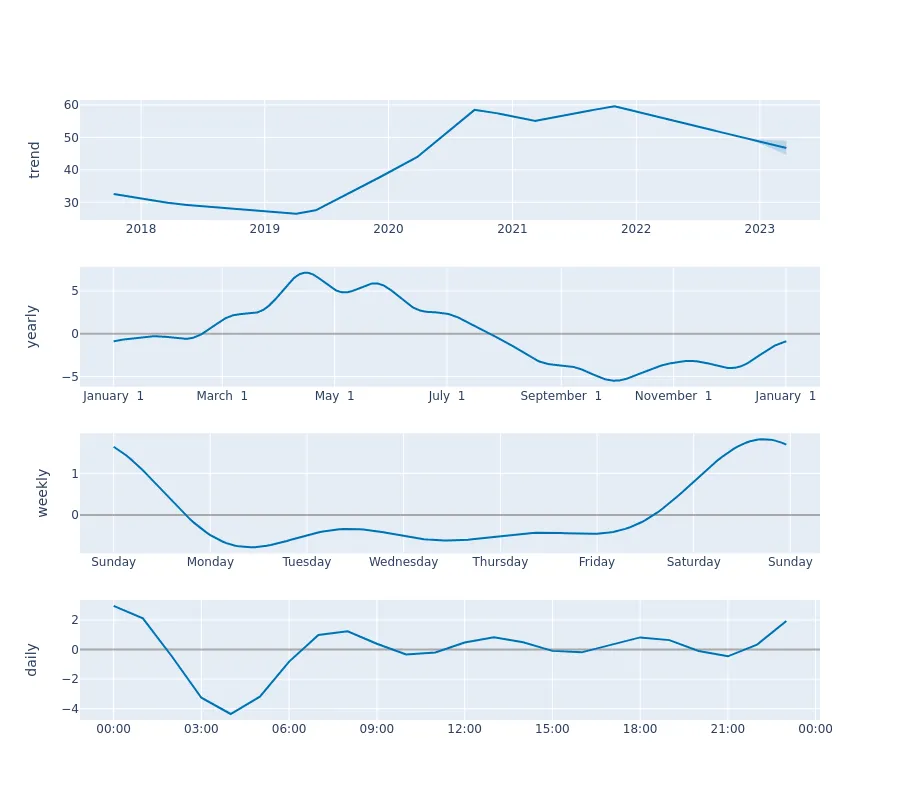 trend
60
50
40
30
2018 2019 2020 2021 2022 2023
yearly
5
0
−5
January 1 March 1 May 1 July 1 September 1 November 1 January 1
weekly
1
0
Sunday Monday Tuesday Wednesday Thursday Friday Saturday Sunday
daily
2
0
−2
−4
00:00 03:00 06:00 09:00 12:00 15:00 18:00 21:00 00:00